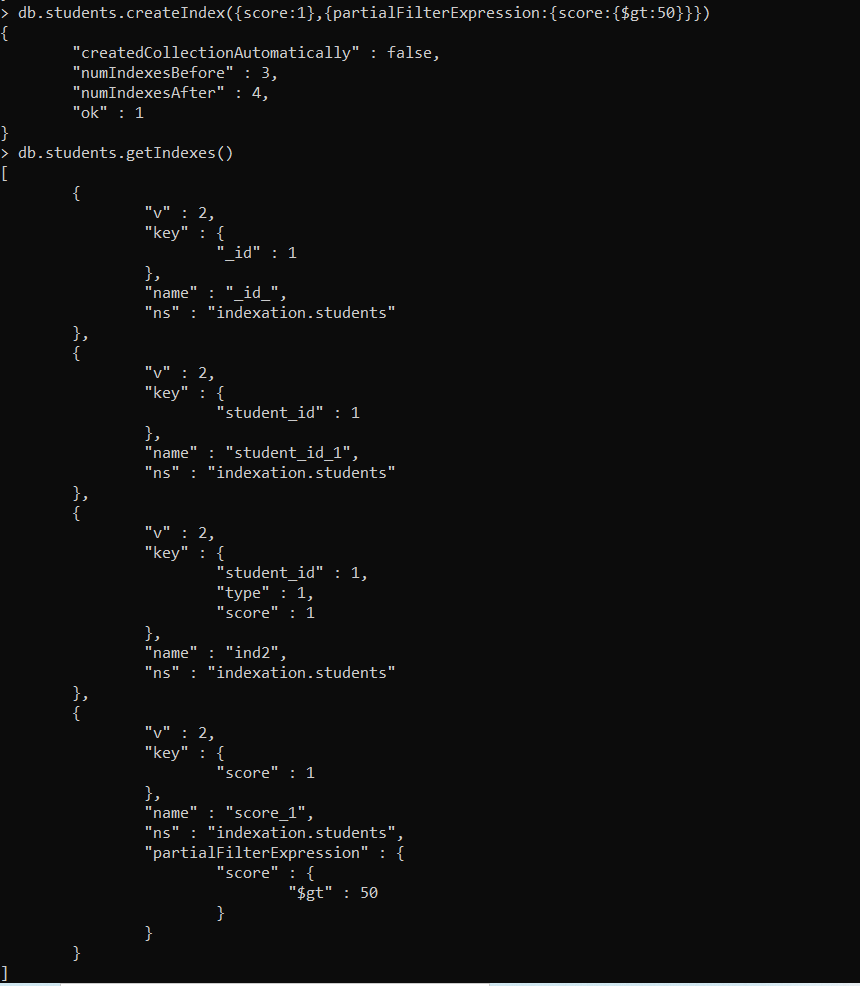 > db.students.createIndex({score:1},{partialFilterExpression:{score:{$gt:50}}})
{
        "createdCollectionAutomatically" : false,
        "numIndexesBefore" : 3,
        "numIndexesAfter" : 4,
        "ok" : 1
}
> db.students.getIndexes()
[
        {
                "v" : 2,
                "key" : {
                        "_id" : 1
                },
                "name" : "_id_",
                "ns" : "indexation.students"
        },
        {
                "v" : 2,
                "key" : {
                        "student_id" : 1
                },
                "name" : "student_id_1",
                "ns" : "indexation.students"
        },
        {
                "v" : 2,
                "key" : {
                        "student_id" : 1,
                        "type" : 1,
                        "score" : 1
                },
                "name" : "ind2",
                "ns" : "indexation.students"
        },
        {
                "v" : 2,
                "key" : {
                        "score" : 1
                },
                "name" : "score_1",
                "ns" : "indexation.students",
                "partialFilterExpression" : {
                        "score" : {
                                "$gt" : 50
                        }
                }
        }
]